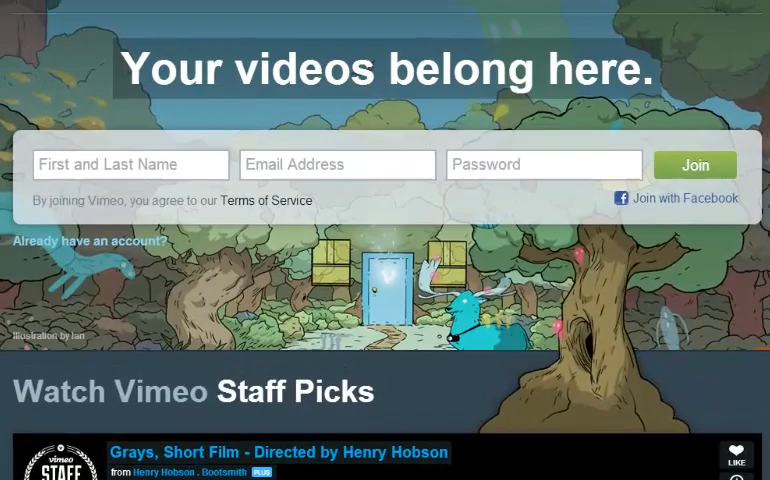 Your videos belong here.
First and Last Name
Email Address
Password
Join
By joining Vimeo, you agree to our Terms of Service
Join with Facebook
Already have an account?
Illustration by Ian
Watch Vimeo Staff Picks
vimeo
STAFF
Grays, Short Film - Directed by Henry Hobson
from Henry Hobson . Bootsmith PLUS
LIKE